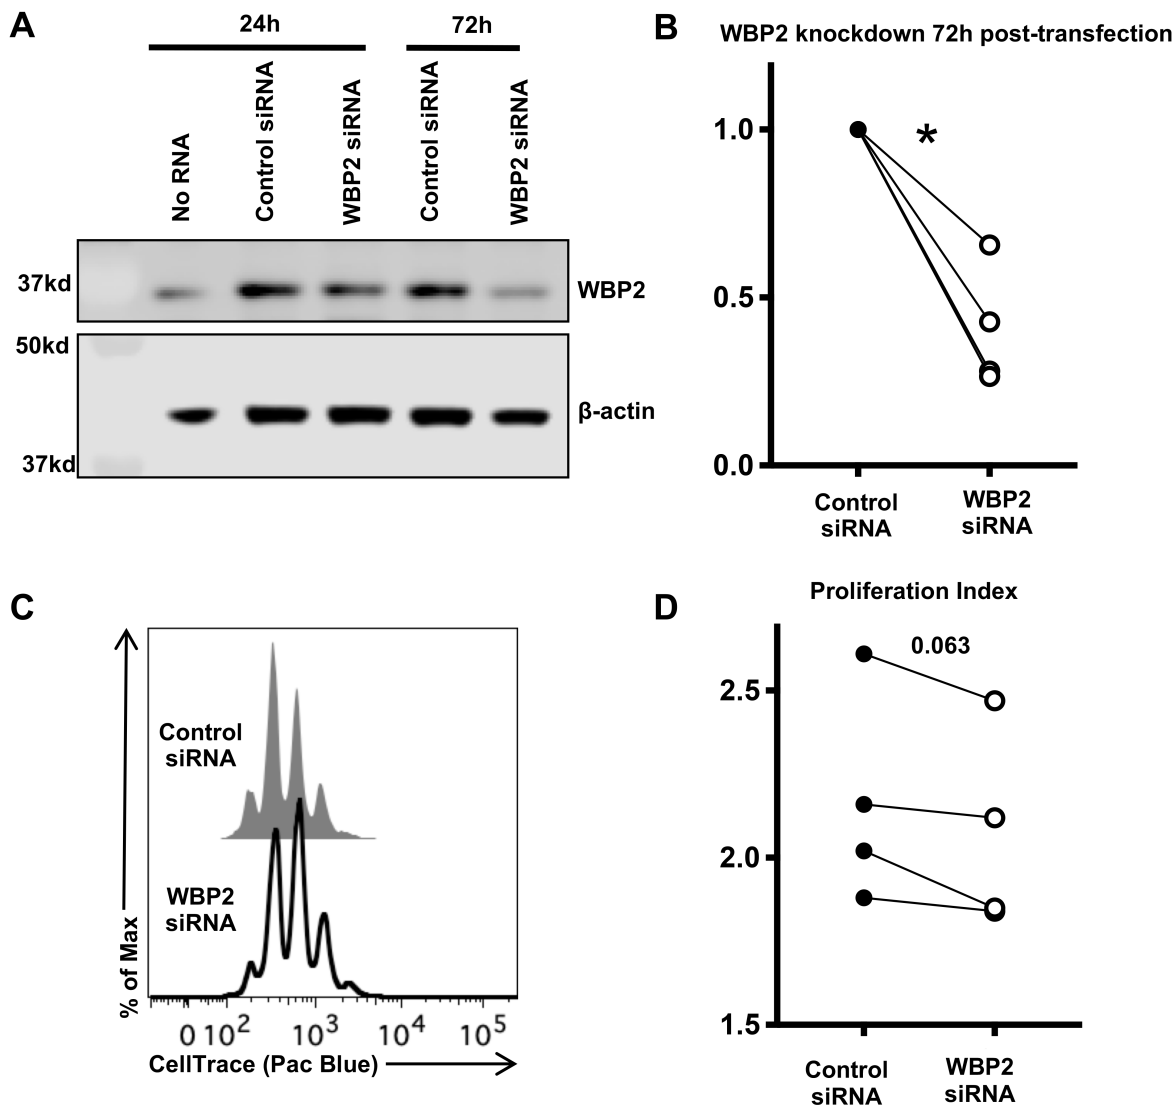 A
24h
72h
No RNA
Control siRNA
WBP2 siRNA
Control siRNA
WBP2 siRNA
37kd
WBP2
50kd
β-actin
37kd
B
WBP2 knockdown 72h post-transfection
1.0
*
0.5
0.0
Control
siRNA
WBP2
siRNA
C
Control
siRNA
WBP2
siRNA
% of Max
0 10² 10³ 10⁴ 10⁵
CellTrace (Pac Blue)
D
Proliferation Index
0.063
2.5
2.0
1.5
Control
siRNA
WBP2
siRNA